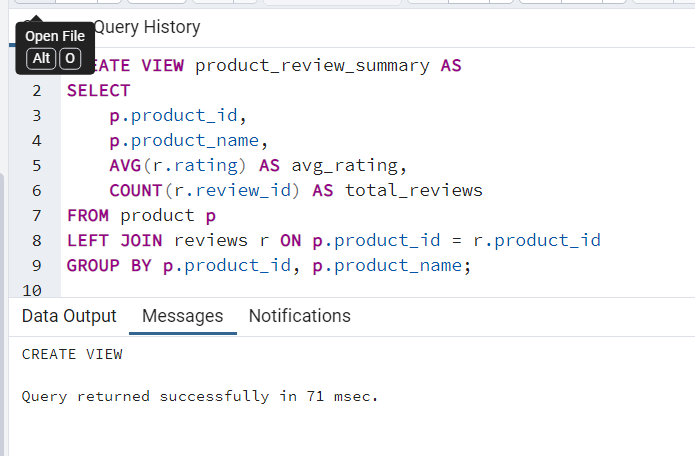 Query History
Open File
Alt O
EATE VIEW product_review_summary AS
2 SELECT
3 p.product_id,
4 p.product_name,
5 AVG(r.rating) AS avg_rating,
6 COUNT(r.review_id) AS total_reviews
7 FROM product p
8 LEFT JOIN reviews r ON p.product_id = r.product_id
9 GROUP BY p.product_id, p.product_name;
10
Data Output Messages Notifications
CREATE VIEW
Query returned successfully in 71 msec.